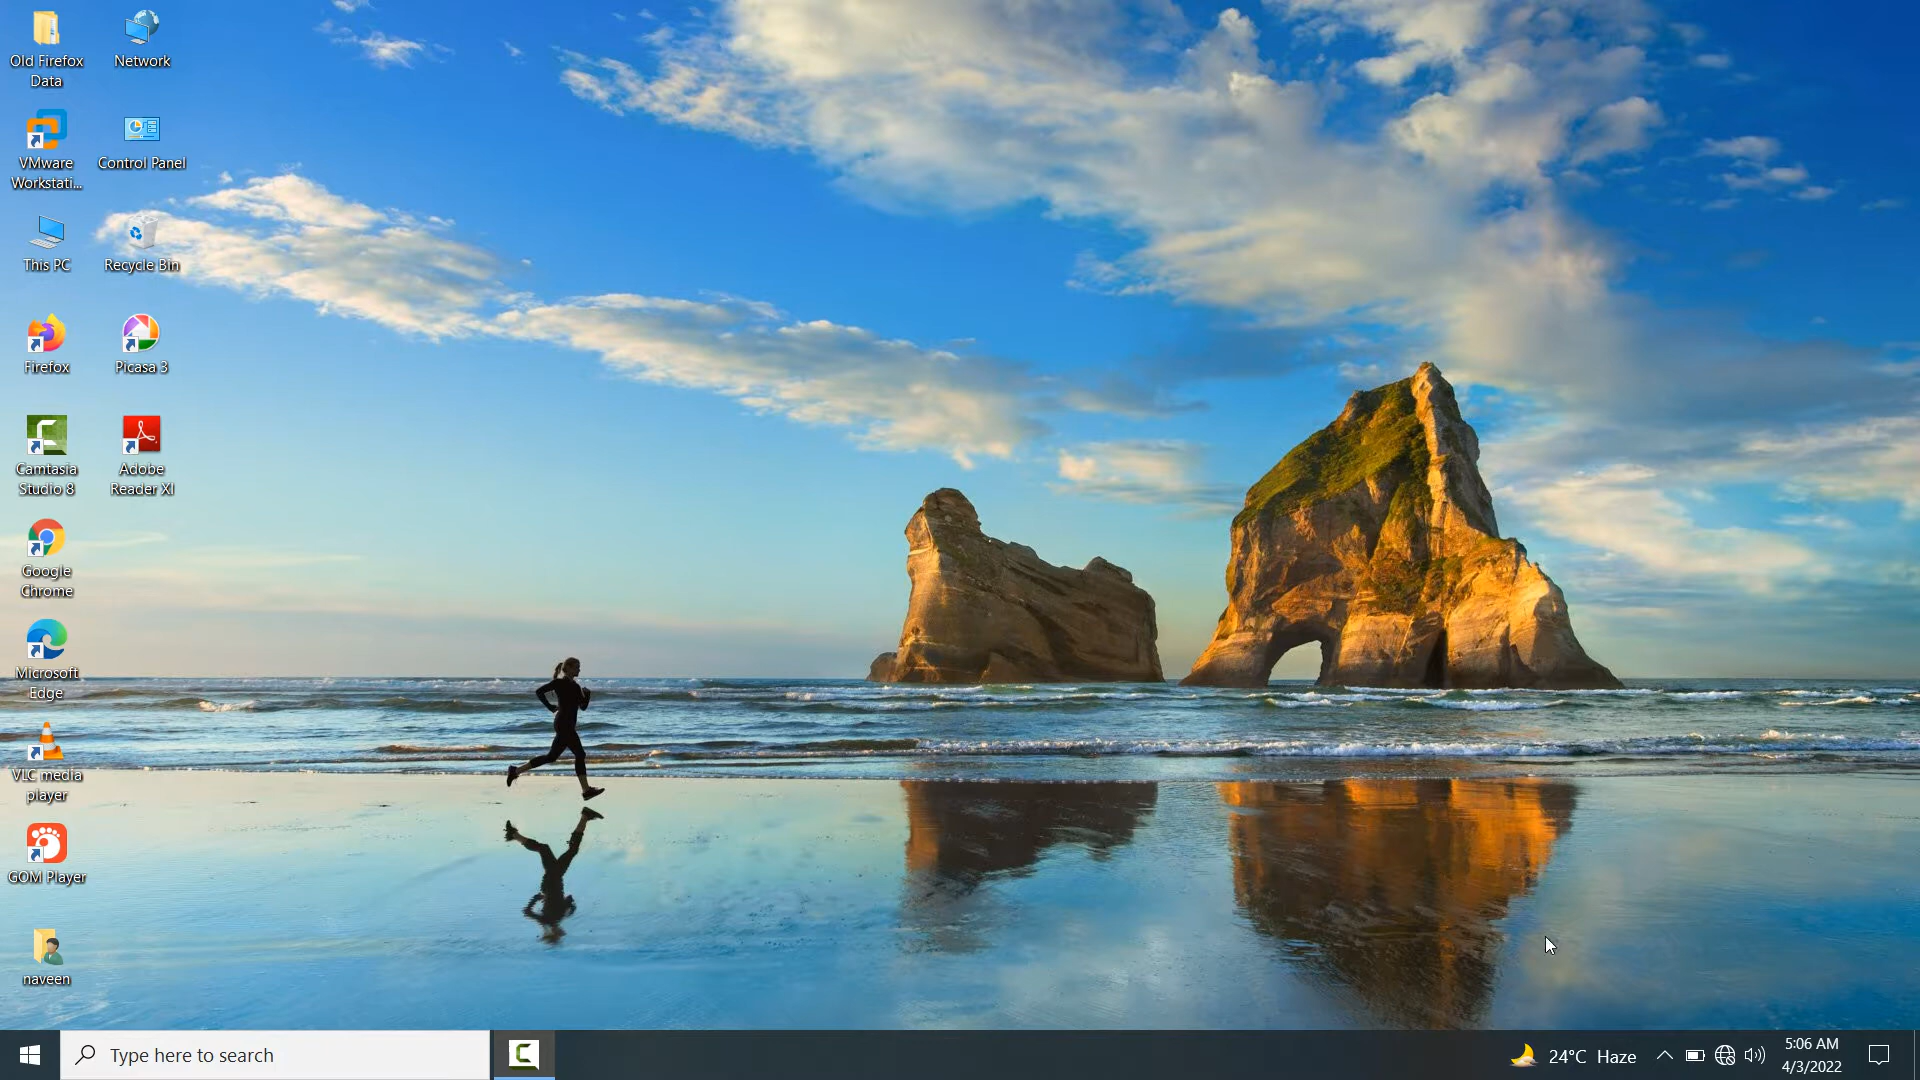 Old Firefox
Data
Network
VMware
Workstati...
Control Panel
This PC
Recycle Bin
Firefox
Picasa 3
Camtasia
Studio 8
Adobe
Reader XI
Google
Chrome
Microsoft
Edge
VLC media
player
GOM Player
naveen
Type here to search
24°C Haze
5:06 AM
4/3/2022